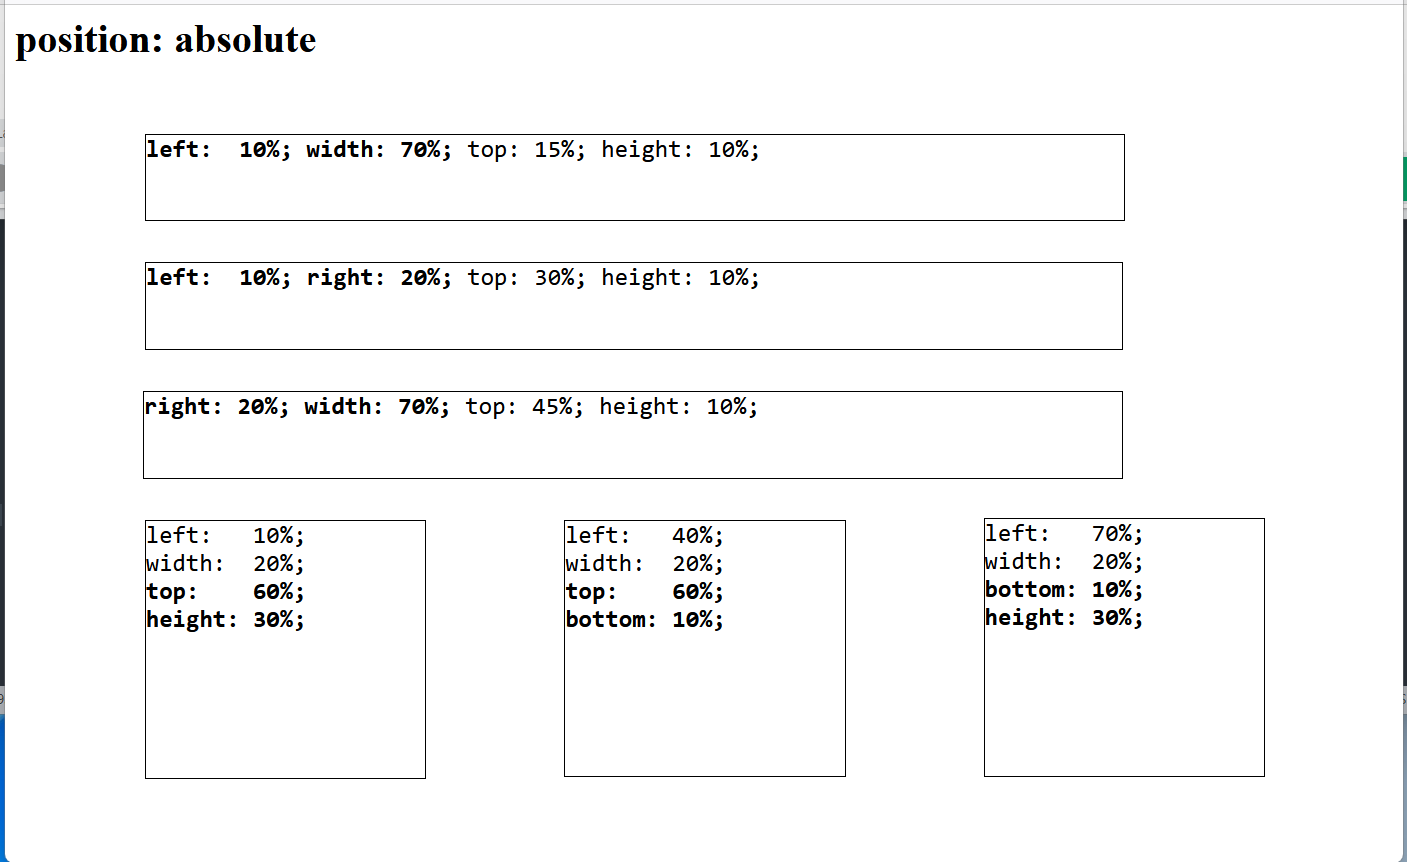 position: absolute
left:  10%; width: 70%; top: 15%; height: 10%;
left:  10%; right: 20%; top: 30%; height: 10%;
right: 20%; width: 70%; top: 45%; height: 10%;
left:   10%;
width:  20%;
top:    60%;
height: 30%;
left:   40%;
width:  20%;
top:    60%;
bottom: 10%;
left:   70%;
width:  20%;
bottom: 10%;
height: 30%;